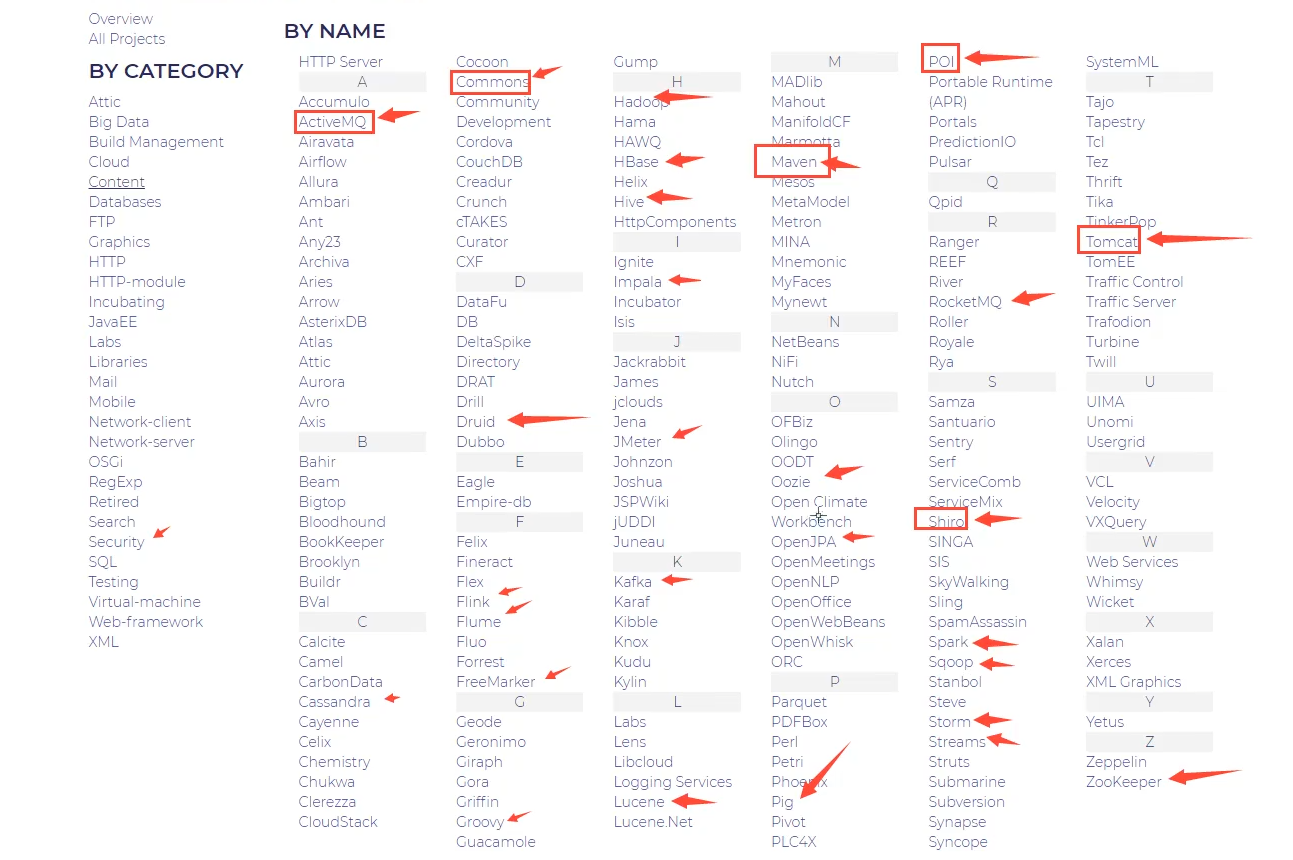 Overview
All Projects
BY CATEGORY
Attic
Big Data
Build Management
Cloud
Content
Databases
FTP
Graphics
HTTP
HTTP-module
Incubating
JavaEE
Labs
Libraries
Mail
Mobile
Network-client
Network-server
OSGi
RegExp
Retired
Search
Security
SQL
Testing
Virtual-machine
Web-framework
XML
BY NAME
HTTP Server
A
Accumulo
ActiveMQ
Airavata
Airflow
Allura
Ambari
Ant
Any23
Archiva
Aries
Arrow
AsterixDB
Atlas
Attic
Aurora
Avro
Axis
B
Bahir
Beam
Bigtop
Bloodhound
BookKeeper
Brooklyn
Buildr
BVal
C
Calcite
Camel
CarbonData
Cassandra
Cayenne
Celix
Chemistry
Chukwa
Clerezza
CloudStack
Cocoon
Commons
Community
Development
Cordova
CouchDB
Creadur
Crunch
cTAKES
Curator
CXF
D
DataFu
DB
DeltaSpike
Directory
DRAT
Drill
Druid
Dubbo
E
Eagle
Empire-db
F
Felix
Fineract
Flex
Flink
Flume
Fluo
Forrest
FreeMarker
G
Geode
Geronimo
Giraph
Gora
Griffin
Groovy
Guacamole
Gump
H
Hadoop
Hama
HAWQ
HBase
Helix
Hive
HttpComponents
I
Ignite
Impala
Incubator
Isis
J
Jackrabbit
James
jclouds
Jena
JMeter
Johnzon
Joshua
JSPWiki
jUDDI
Juneau
K
Kafka
Karaf
Kibble
Knox
Kudu
Kylin
L
Labs
Lens
Libcloud
Logging Services
Lucene
Lucene.Net
M
MADlib
Mahout
ManifoldCF
Marmotta
Maven
Mesos
MetaModel
Metron
MINA
Mnemonic
MyFaces
Mynewt
N
NetBeans
NiFi
Nutch
O
OFBiz
Olingo
OODT
Oozie
Open Climate
Workbench
OpenJPA
OpenMeetings
OpenNLP
OpenOffice
OpenWebBeans
OpenWhisk
ORC
P
Parquet
PDFBox
Perl
Petri
Phoenix
Pig
Pivot
PLC4X
POI
Portable Runtime
(APR)
Portals
PredictionIO
Pulsar
Q
Qpid
R
Ranger
REEF
River
RocketMQ
Roller
Royale
Rya
S
Samza
Santuario
Sentry
Serf
ServiceComb
ServiceMix
Shiro
SINGA
SIS
SkyWalking
Sling
SpamAssassin
Spark
Sqoop
Stanbol
Steve
Storm
Streams
Struts
Submarine
Subversion
Synapse
Syncope
SystemML
T
Tajo
Tapestry
Tcl
Tez
Thrift
Tika
TinkerPop
Tomcat
TomEE
Traffic Control
Traffic Server
Trafodion
Turbine
Twill
U
UIMA
Unomi
Usergrid
V
VCL
Velocity
VXQuery
W
Web Services
Whimsy
Wicket
X
Xalan
Xerces
XML Graphics
Y
Yetus
Z
Zeppelin
ZooKeeper